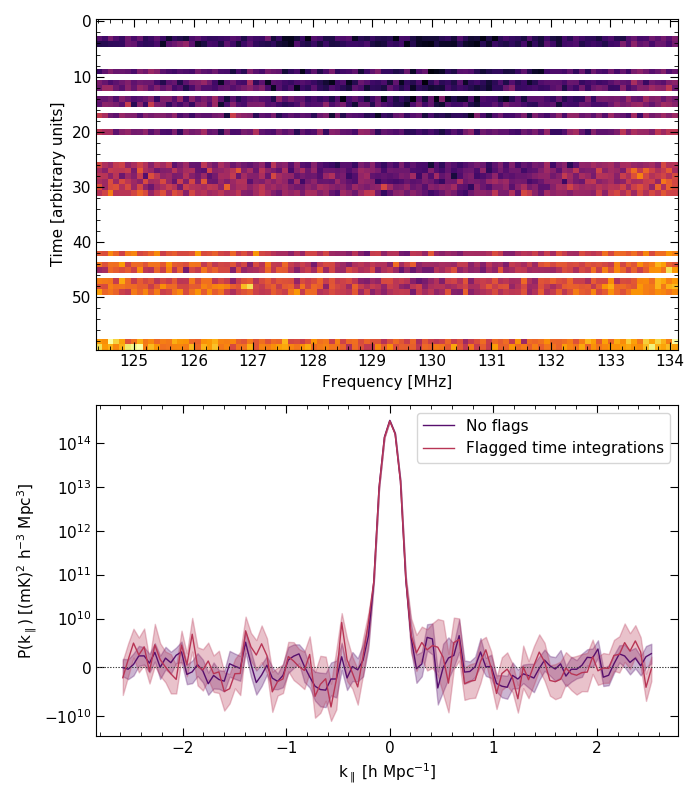 0
10
20
30
40
50
Time [arbitrary units]
125 126 127 128 129 130 131 132 133 134
Frequency [MHz]
No flags
Flagged time integrations
10¹⁴
10¹³
10¹²
10¹¹
10¹⁰
0
−10¹⁰
P(k∥) [(mK)² h⁻³ Mpc³]
−2 −1 0 1 2
k∥ [h Mpc⁻¹]